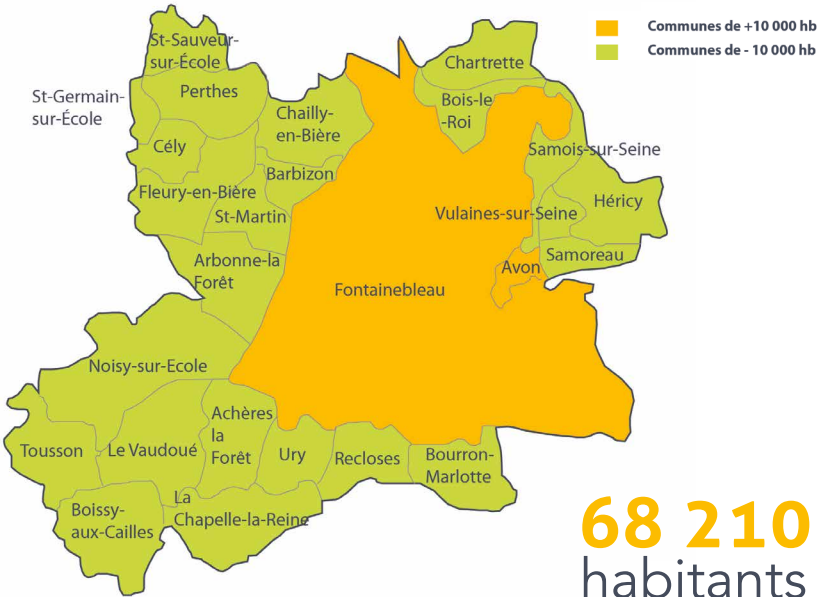 Communes de +10 000 hb
Communes de - 10 000 hb
St-Sauveur-
sur-École
Chartrette
Perthes
St-Germain-
sur-École
Bois-le
-Roi
Chailly-
en-Bière
Cély
Samois-sur-Seine
Barbizon
Fleury-en-Bière
Héricy
St-Martin
Vulaines-sur-Seine
Arbonne-la
Forêt
Samoreau
Avon
Fontainebleau
Noisy-sur-Ecole
Achères
la
Forêt
Tousson
Le Vaudoué
Ury
Recloses
Bourron-
Marlotte
La
Chapelle-la-Reine
Boissy-
aux-Cailles
68 210
habitants